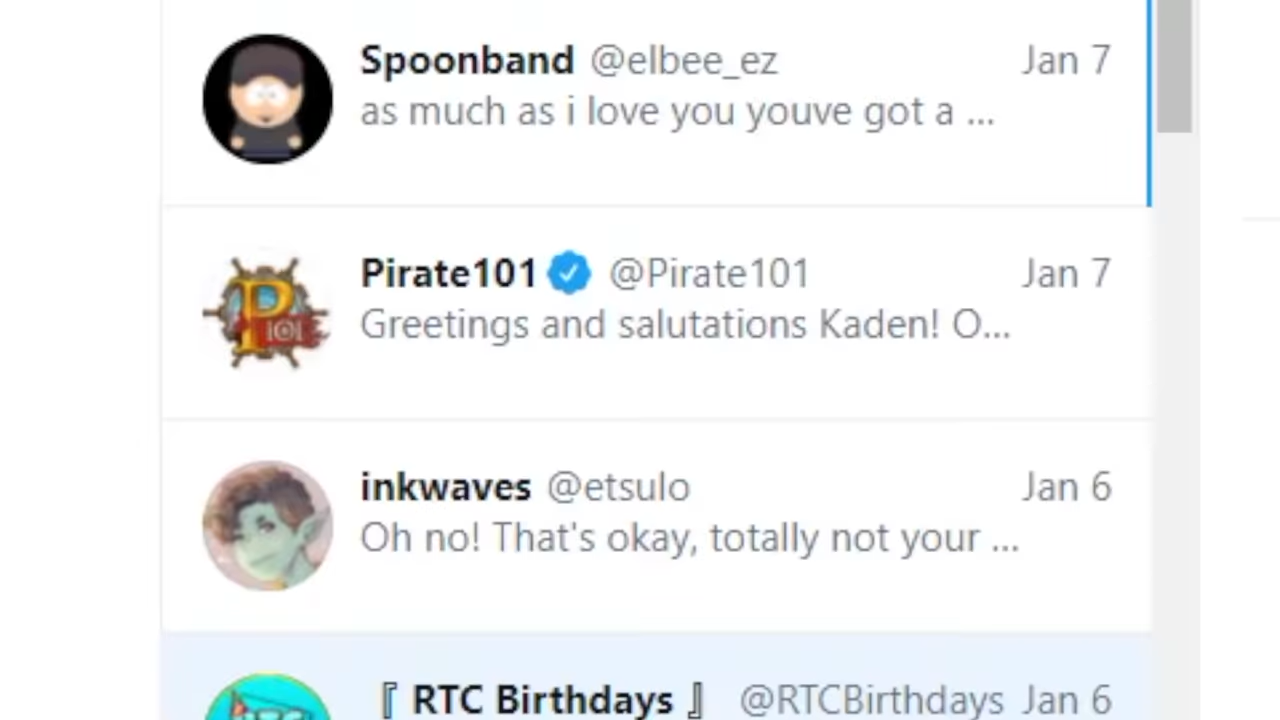 Spoonband @elbee_ez Jan 7
as much as i love you youve got a ...
Pirate101 @Pirate101 Jan 7
Greetings and salutations Kaden! O...
P 101
inkwaves @etsulo Jan 6
Oh no! That's okay, totally not your ...
『 RTC Birthdays 』 @RTCBirthdays Jan 6